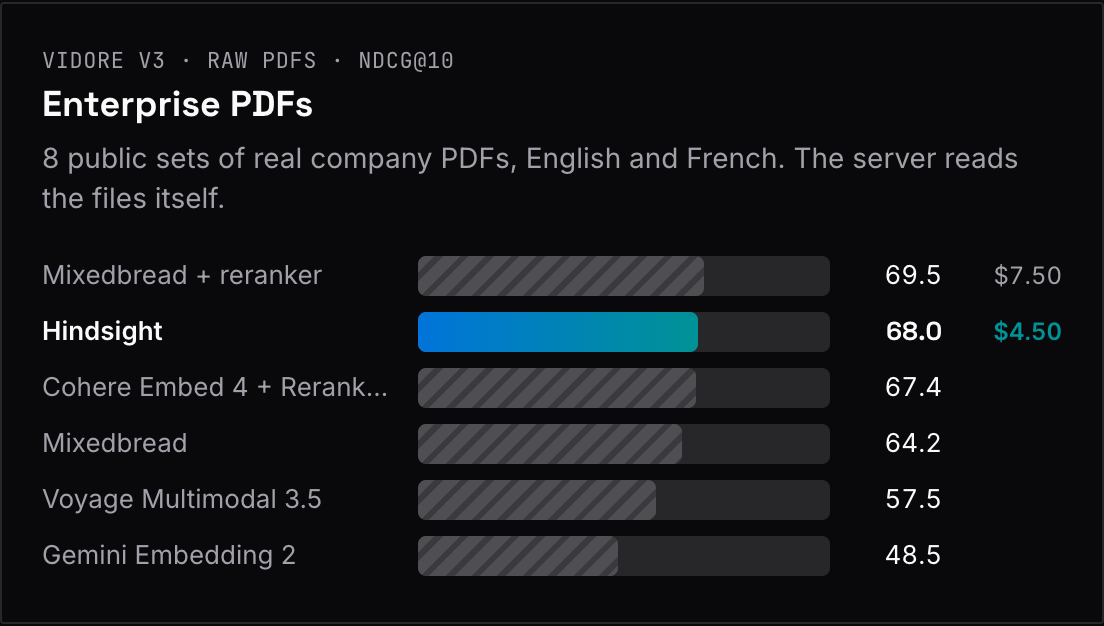 VIDORE V3 · RAW PDFS · NDCG@10
Enterprise PDFs
8 public sets of real company PDFs, English and French. The server reads
the files itself.
Mixedbread + reranker 69.5 $7.50
Hindsight 68.0 $4.50
Cohere Embed 4 + Rerank... 67.4
Mixedbread 64.2
Voyage Multimodal 3.5 57.5
Gemini Embedding 2 48.5